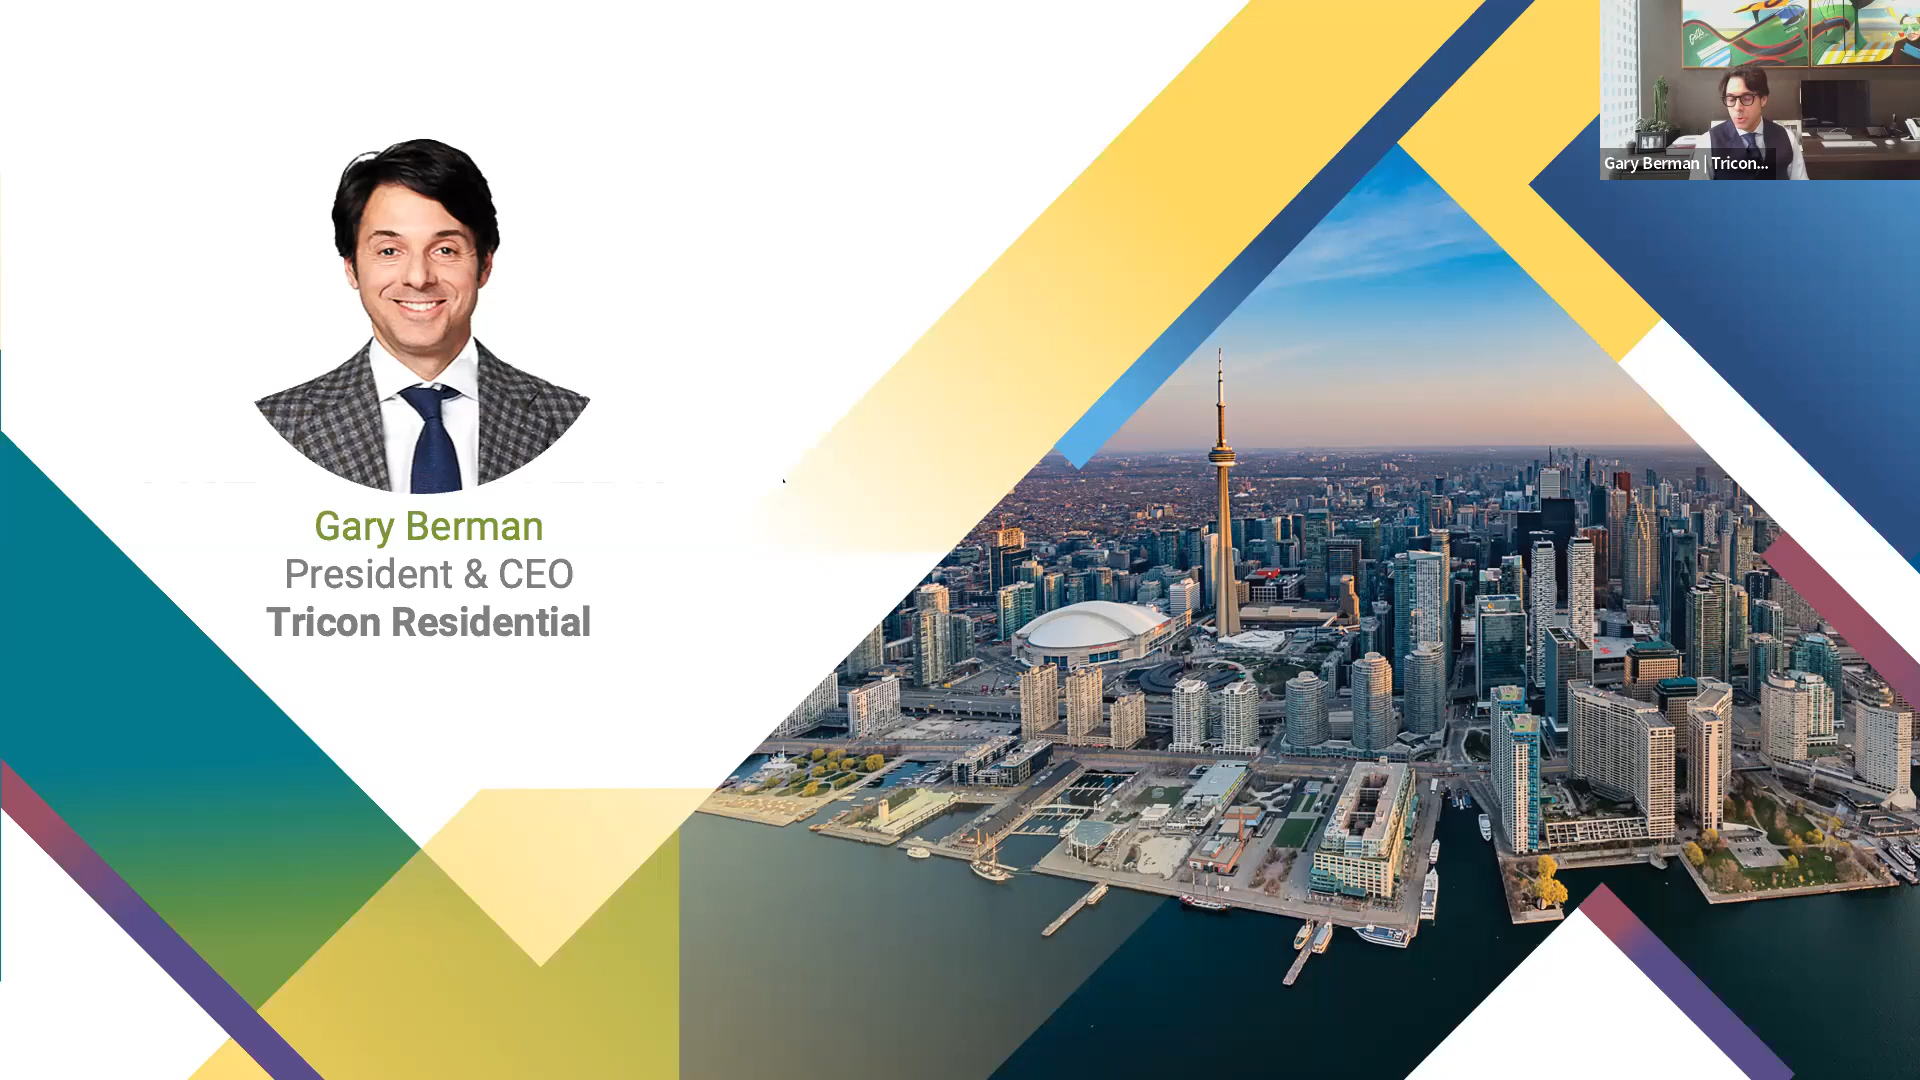 Gary Berman
President & CEO
Tricon Residential
Gary Berman | Tricon...